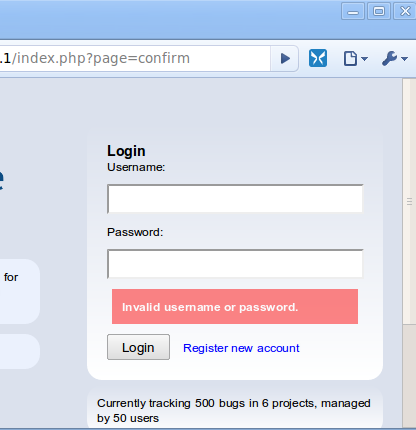 .1/index.php?page=confirm
Login
Username:
Password:
for
Invalid username or password.
Login
Register new account
Currently tracking 500 bugs in 6 projects, managed
by 50 users